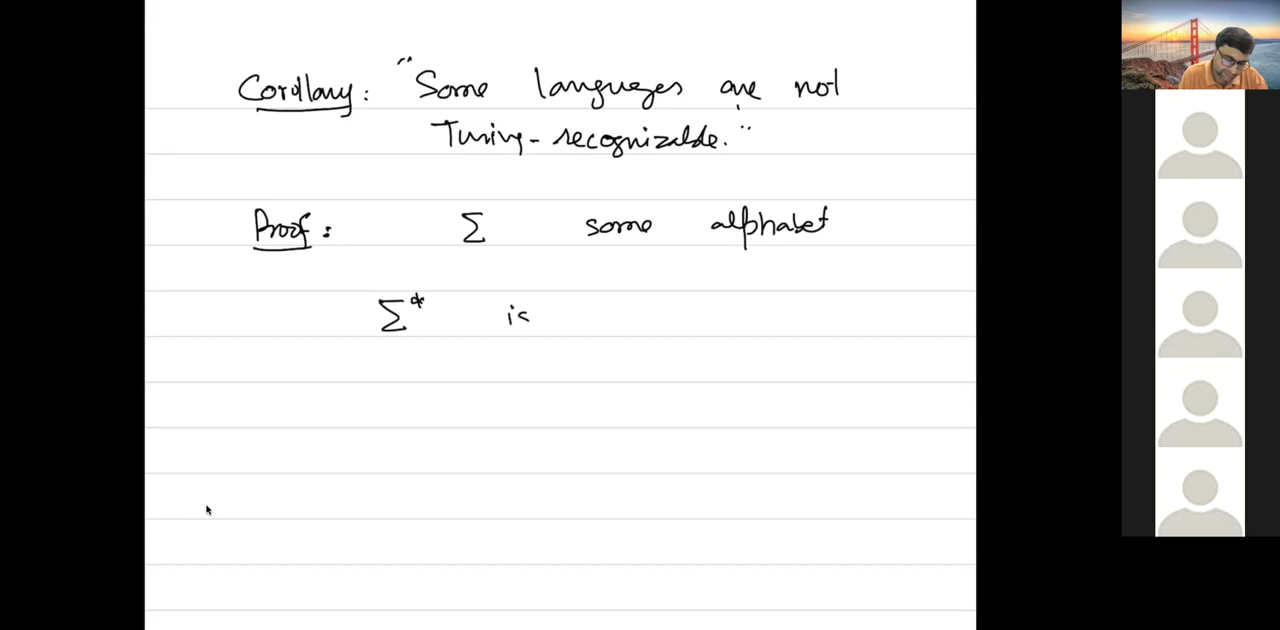 Corollary: "Some languages are not
Turing-recognizable."
Proof: Σ some alphabet
Σ* is